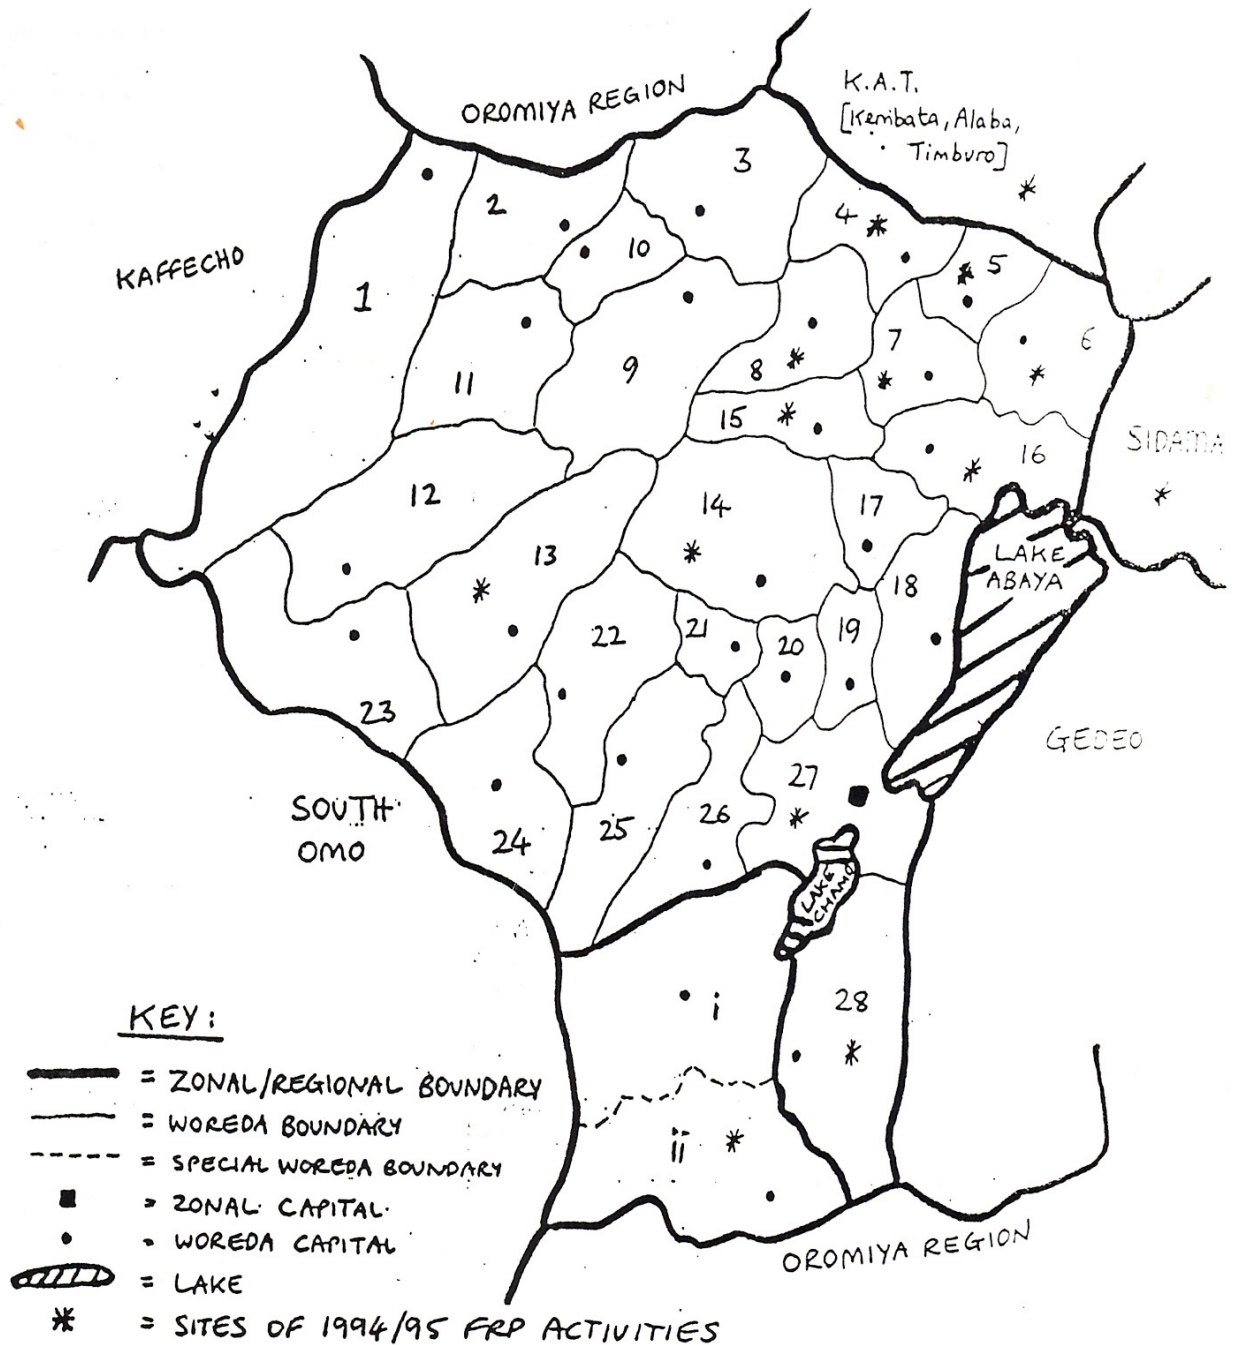 OROMIYA REGION
K.A.T.
[Kembata, Alaba,
Timburo]
KAFFECHO
3
2
4
10
5
1
7
6
9
8
11
15
SIDAMA
16
12
14
17
13
LAKE
ABAYA
18
22
21
20
19
23
GEDEO
27
SOUTH
OMO
26
25
24
LAKE
CHAMO
i
28
ii
OROMIYA REGION
KEY:
= ZONAL/REGIONAL BOUNDARY
= WOREDA BOUNDARY
= SPECIAL WOREDA BOUNDARY
= ZONAL CAPITAL.
= WOREDA CAPITAL
= LAKE
= SITES OF 1994/95 FRP ACTIVITIES